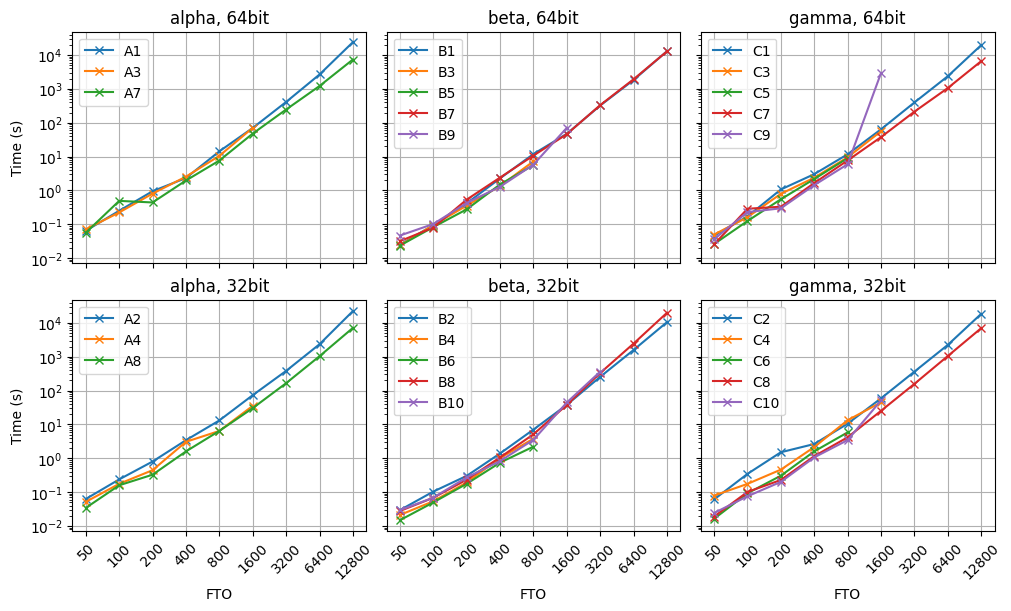 alpha, 64bit
beta, 64bit
gamma, 64bit
Time (s)
10⁴
10³
10²
10¹
10⁰
10⁻¹
10⁻²
A1
A3
A7
B1
B3
B5
B7
B9
C1
C3
C5
C7
C9
alpha, 32bit
beta, 32bit
gamma, 32bit
Time (s)
10⁴
10³
10²
10¹
10⁰
10⁻¹
10⁻²
A2
A4
A8
B2
B4
B6
B8
B10
C2
C4
C6
C8
C10
50 100 200 400 800 1600 3200 6400 12800
50 100 200 400 800 1600 3200 6400 12800
50 100 200 400 800 1600 3200 6400 12800
FTO
FTO
FTO